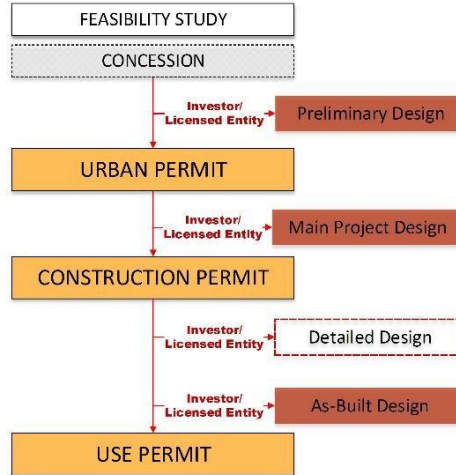 FEASIBILITY STUDY
CONCESSION
Investor/
Licensed Entity
Preliminary Design
URBAN PERMIT
Investor/
Licensed Entity
Main Project Design
CONSTRUCTION PERMIT
Investor/
Licensed Entity
Detailed Design
Investor/
Licensed Entity
As-Built Design
USE PERMIT